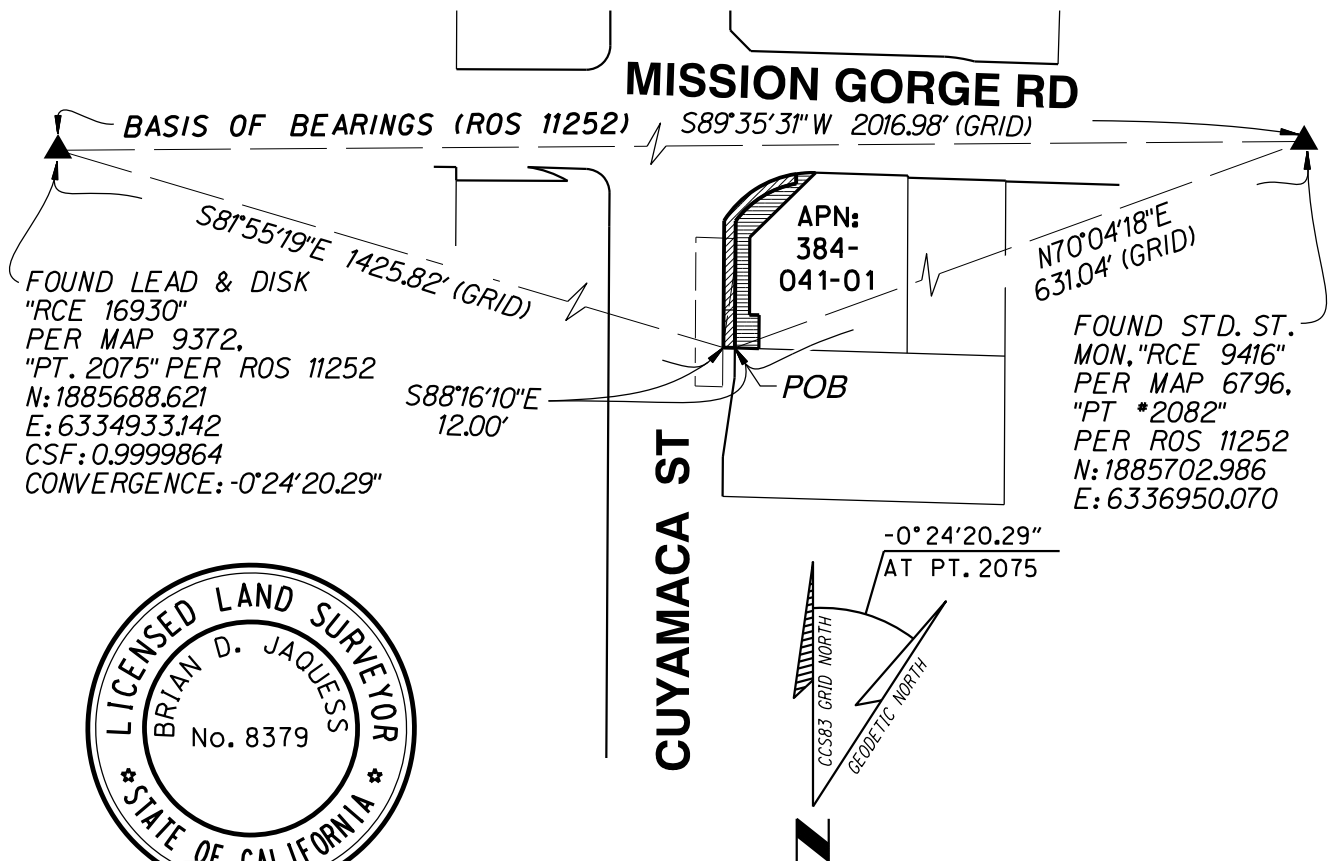 MISSION GORGE RD
BASIS OF BEARINGS (ROS 11252) S89°35'31"W 2016.98' (GRID)
S81°55'19"E 1425.82' (GRID)
APN:
384-
041-01
N70°04'18"E
631.04' (GRID)
FOUND LEAD & DISK
"RCE 16930"
PER MAP 9372,
"PT. 2075" PER ROS 11252
N:1885688.621
E:6334933.142
CSF:0.9999864
CONVERGENCE:-0°24'20.29"
S88°16'10"E
12.00'
POB
FOUND STD. ST.
MON,"RCE 9416"
PER MAP 6796,
"PT #2082"
PER ROS 11252
N:1885702.986
E:6336950.070
CUYAMACA ST
-0°24'20.29"
AT PT. 2075
CCS83 GRID NORTH
GEODETIC NORTH
LICENSED LAND SURVEYOR
BRIAN D. JAQUESS
No. 8379
STATE OF CALIFORNIA